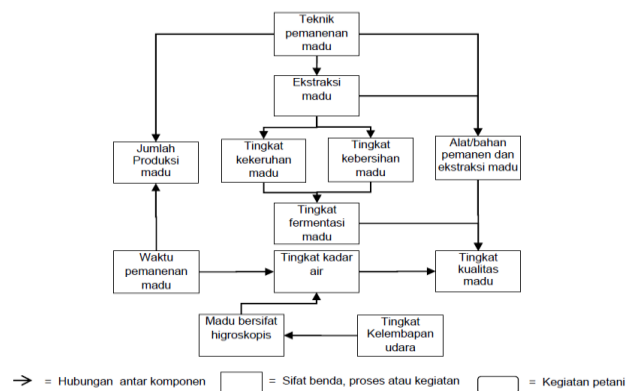 Teknik
pemanenan
madu
Ekstraksi
madu
Jumlah
Produksi
madu
Tingkat
kekeruhan
madu
Tingkat
kebersihan
madu
Alat/bahan
pemanen dan
ekstraksi madu
Tingkat
fermentasi
madu
Waktu
pemanenan
madu
Tingkat kadar
air
Tingkat
kualitas
madu
Madu bersifat
higroskopis
Tingkat
Kelembapan
udara
= Hubungan antar komponen
= Sifat benda, proses atau kegiatan
= Kegiatan petani